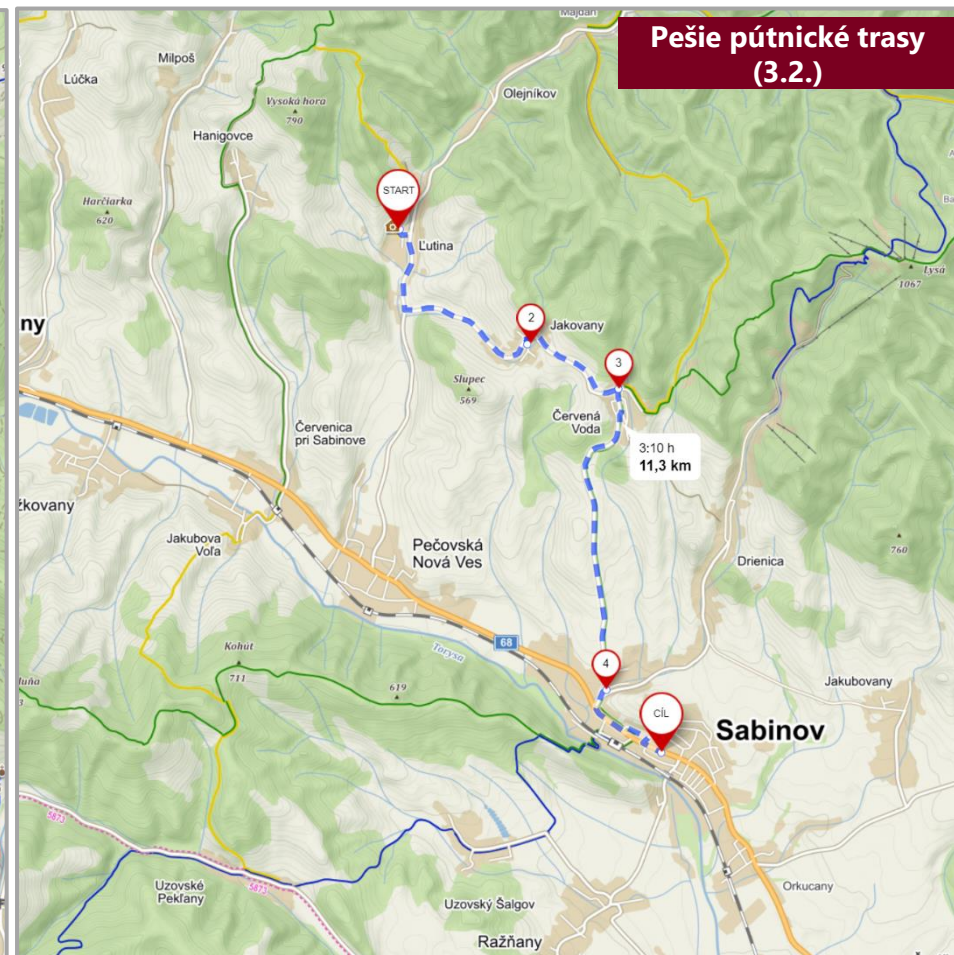 Pešie pútnické trasy
(3.2.)
Majdan
Milpoš
Lúčka
Olejníkov
Vysoká hora
790
Hanigovce
START
Harčiarka
620
Ľutina
Lysá
1067
ny
2
Jakovany
3
Slupec
569
Červená
Voda
Červenica
pri Sabinove
3:10 h
11,3 km
žkovany
Jakubova
Voľa
Pečovská
Nová Ves
760
Drienica
68
Torysa
Kohút
711
619
4
Jakubovany
CÍL
Sabinov
5873
5873
Uzovské
Pekľany
Uzovský Šalgov
Orkucany
Ražňany